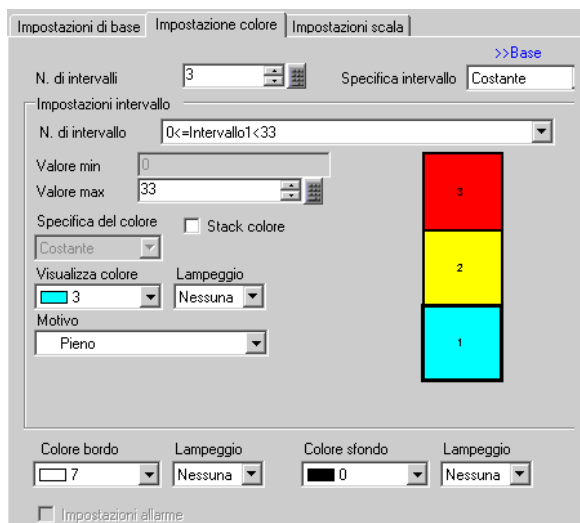 Impostazioni di base Impostazione colore Impostazioni scala
>>Base
N. di intervalli 3 Specifica intervallo Costante
Impostazioni intervallo
N. di intervallo 0<=Intervallo1<33
Valore min 0
Valore max 33
3
Specifica del colore Stack colore
Costante
2
Visualizza colore Lampeggio
3 Nessuna
Motivo
Pieno
1
Colore bordo Lampeggio Colore sfondo Lampeggio
7 Nessuna 0 Nessuna
Impostazioni allarme